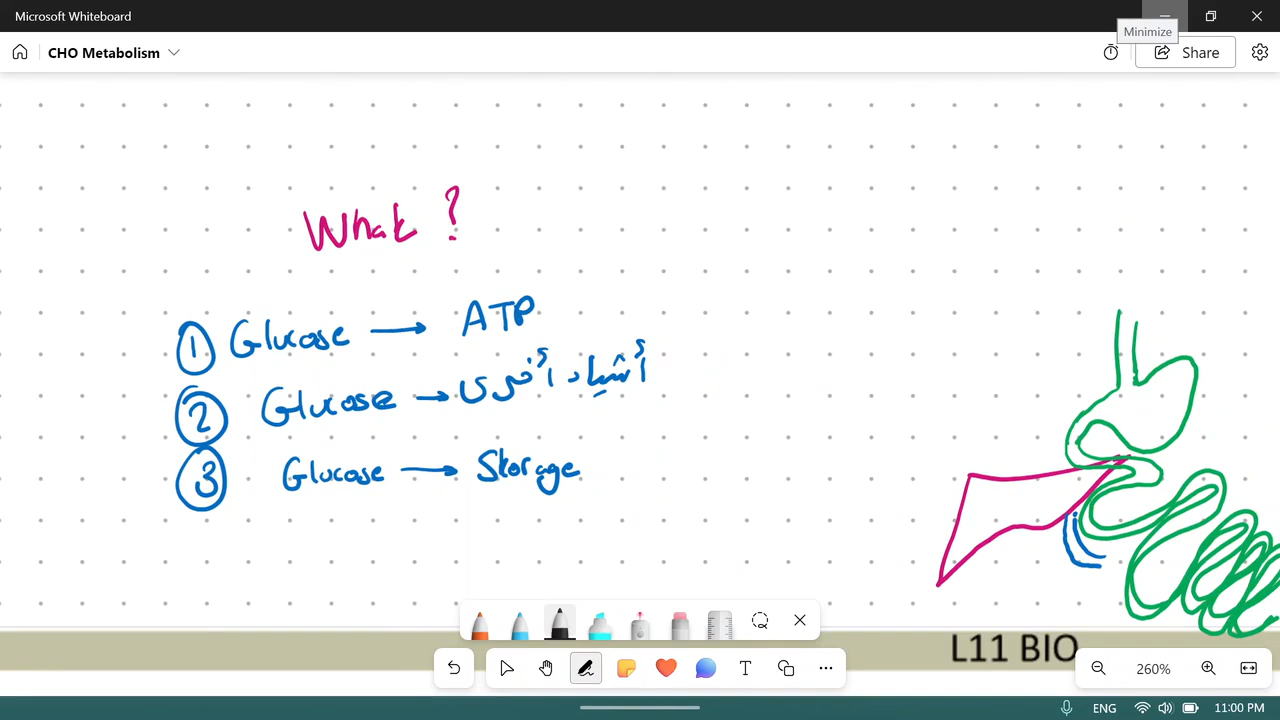 Microsoft Whiteboard
Minimize
CHO Metabolism
Share
What ?
1 Glucose → ATP
2 Glucose → أشياء أخرى
3 Glucose → Storage
L11 BIO
T
260%
ENG
11:00 PM